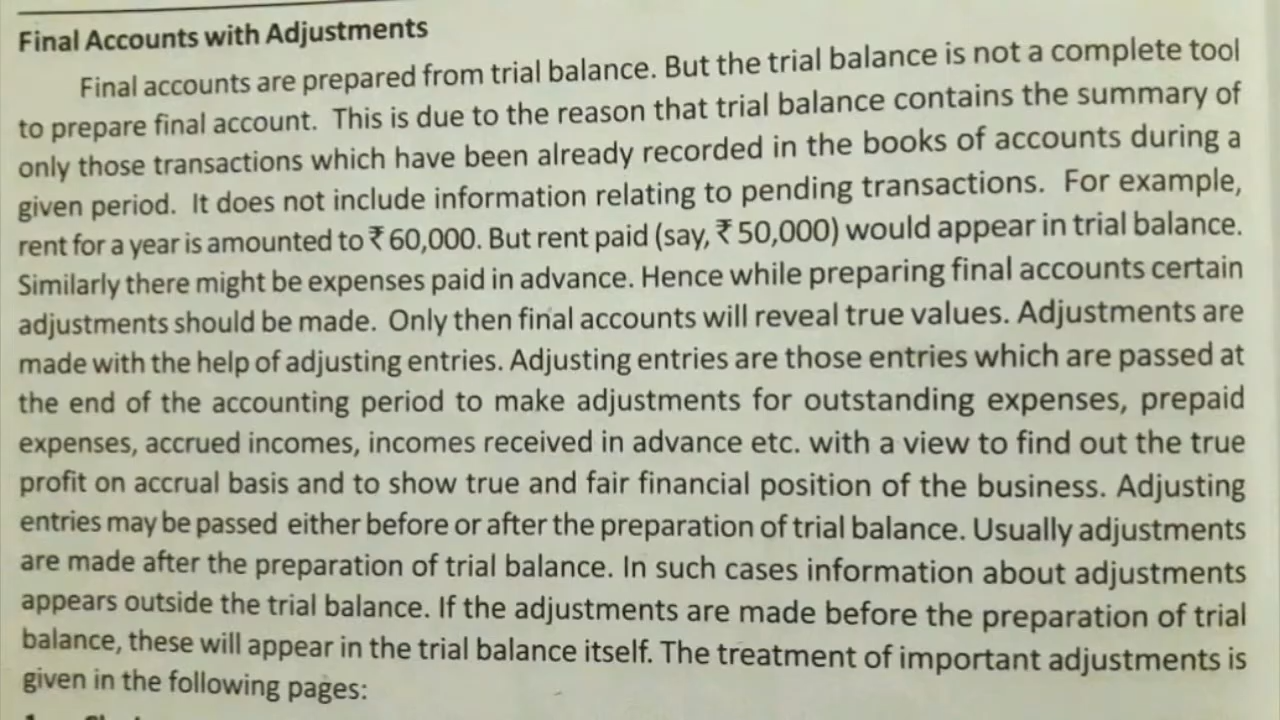 Final Accounts with Adjustments
Final accounts are prepared from trial balance. But the trial balance is not a complete tool
to prepare final account. This is due to the reason that trial balance contains the summary of
only those transactions which have been already recorded in the books of accounts during a
given period. It does not include information relating to pending transactions. For example,
rent for a year is amounted to ₹ 60,000. But rent paid (say, ₹ 50,000) would appear in trial balance.
Similarly there might be expenses paid in advance. Hence while preparing final accounts certain
adjustments should be made. Only then final accounts will reveal true values. Adjustments are
made with the help of adjusting entries. Adjusting entries are those entries which are passed at
the end of the accounting period to make adjustments for outstanding expenses, prepaid
expenses, accrued incomes, incomes received in advance etc. with a view to find out the true
profit on accrual basis and to show true and fair financial position of the business. Adjusting
entries may be passed either before or after the preparation of trial balance. Usually adjustments
are made after the preparation of trial balance. In such cases information about adjustments
appears outside the trial balance. If the adjustments are made before the preparation of trial
balance, these will appear in the trial balance itself. The treatment of important adjustments is
given in the following pages: